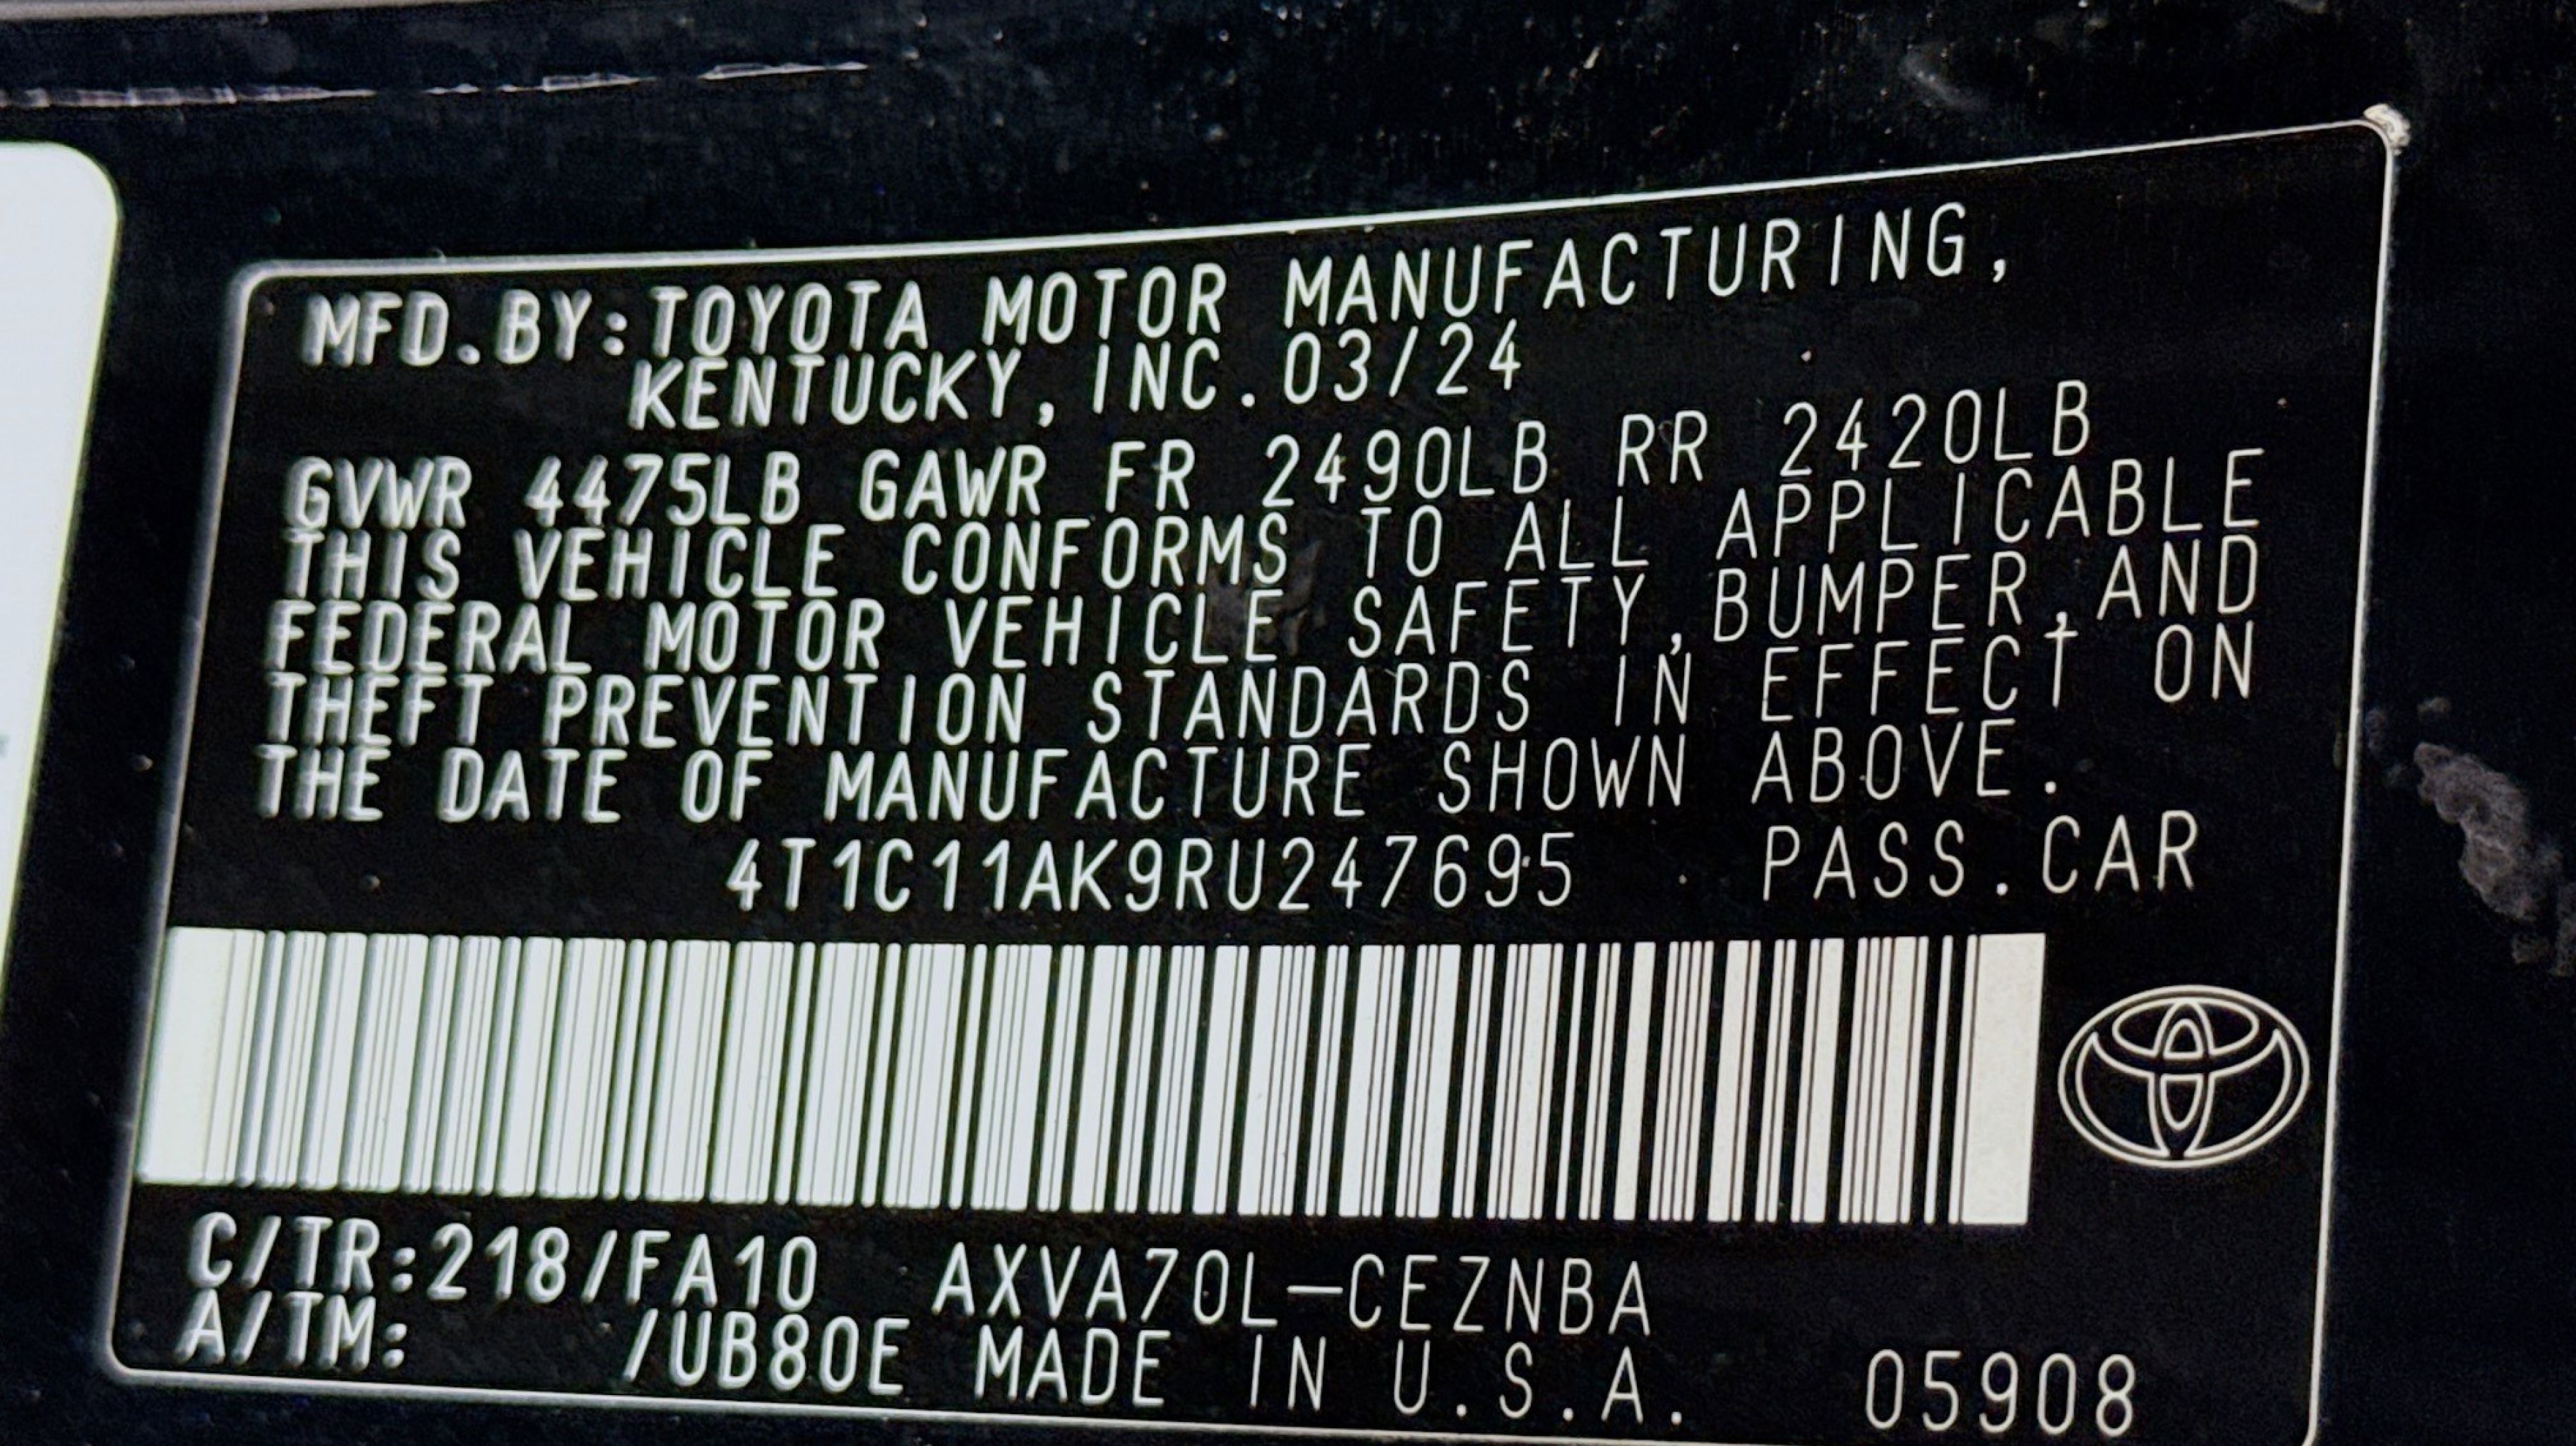 MFD.BY:TOYOTA MOTOR MANUFACTURING,
KENTUCKY, INC.03/24
GVWR 4475LB GAWR FR 2490LB RR 2420LB
THIS VEHICLE CONFORMS TO ALL APPLICABLE
FEDERAL MOTOR VEHICLE SAFETY,BUMPER,AND
THEFT PREVENTION STANDARDS IN EFFECT ON
THE DATE OF MANUFACTURE SHOWN ABOVE.
4T1C11AK9RU247695 PASS.CAR
C/TR:218/FA10 AXVA70L-CEZNBA
A/TM: /UB80E MADE IN U.S.A. 05908